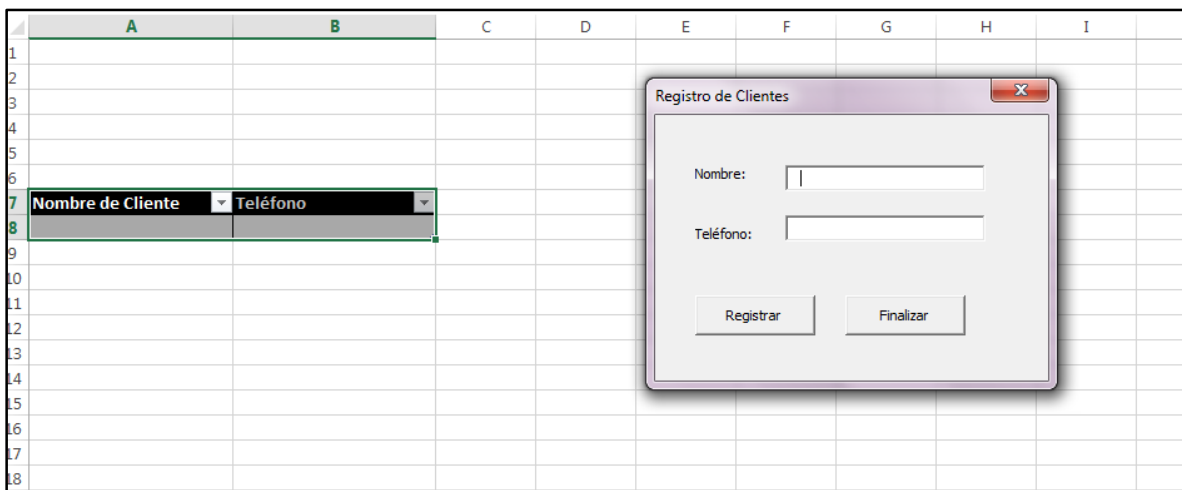 A B C D E F G H I
1
2
3 Registro de Clientes
4
5
6 Nombre:
7 Nombre de Cliente Teléfono
8 Teléfono:
9
10
11
12 Registrar Finalizar
13
14
15
16
17
18